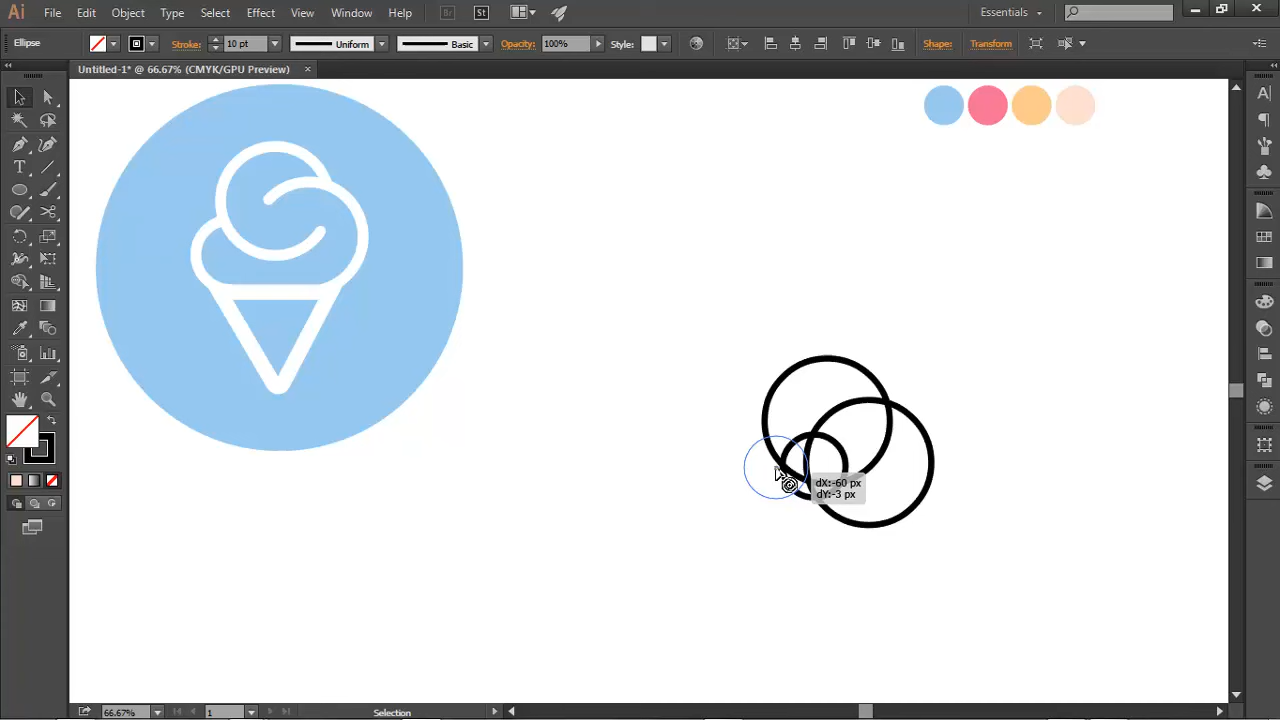 Ai File Edit Object Type Select Effect View Window Help Br St Essentials
Ellipse Stroke: 10 pt Uniform Basic Opacity: 100% Style: Shape: Transform
Untitled-1* @ 66.67% (CMYK/GPU Preview) ×
T
A
dX:-60 px
dY:-3 px
66.67% 1 Selection